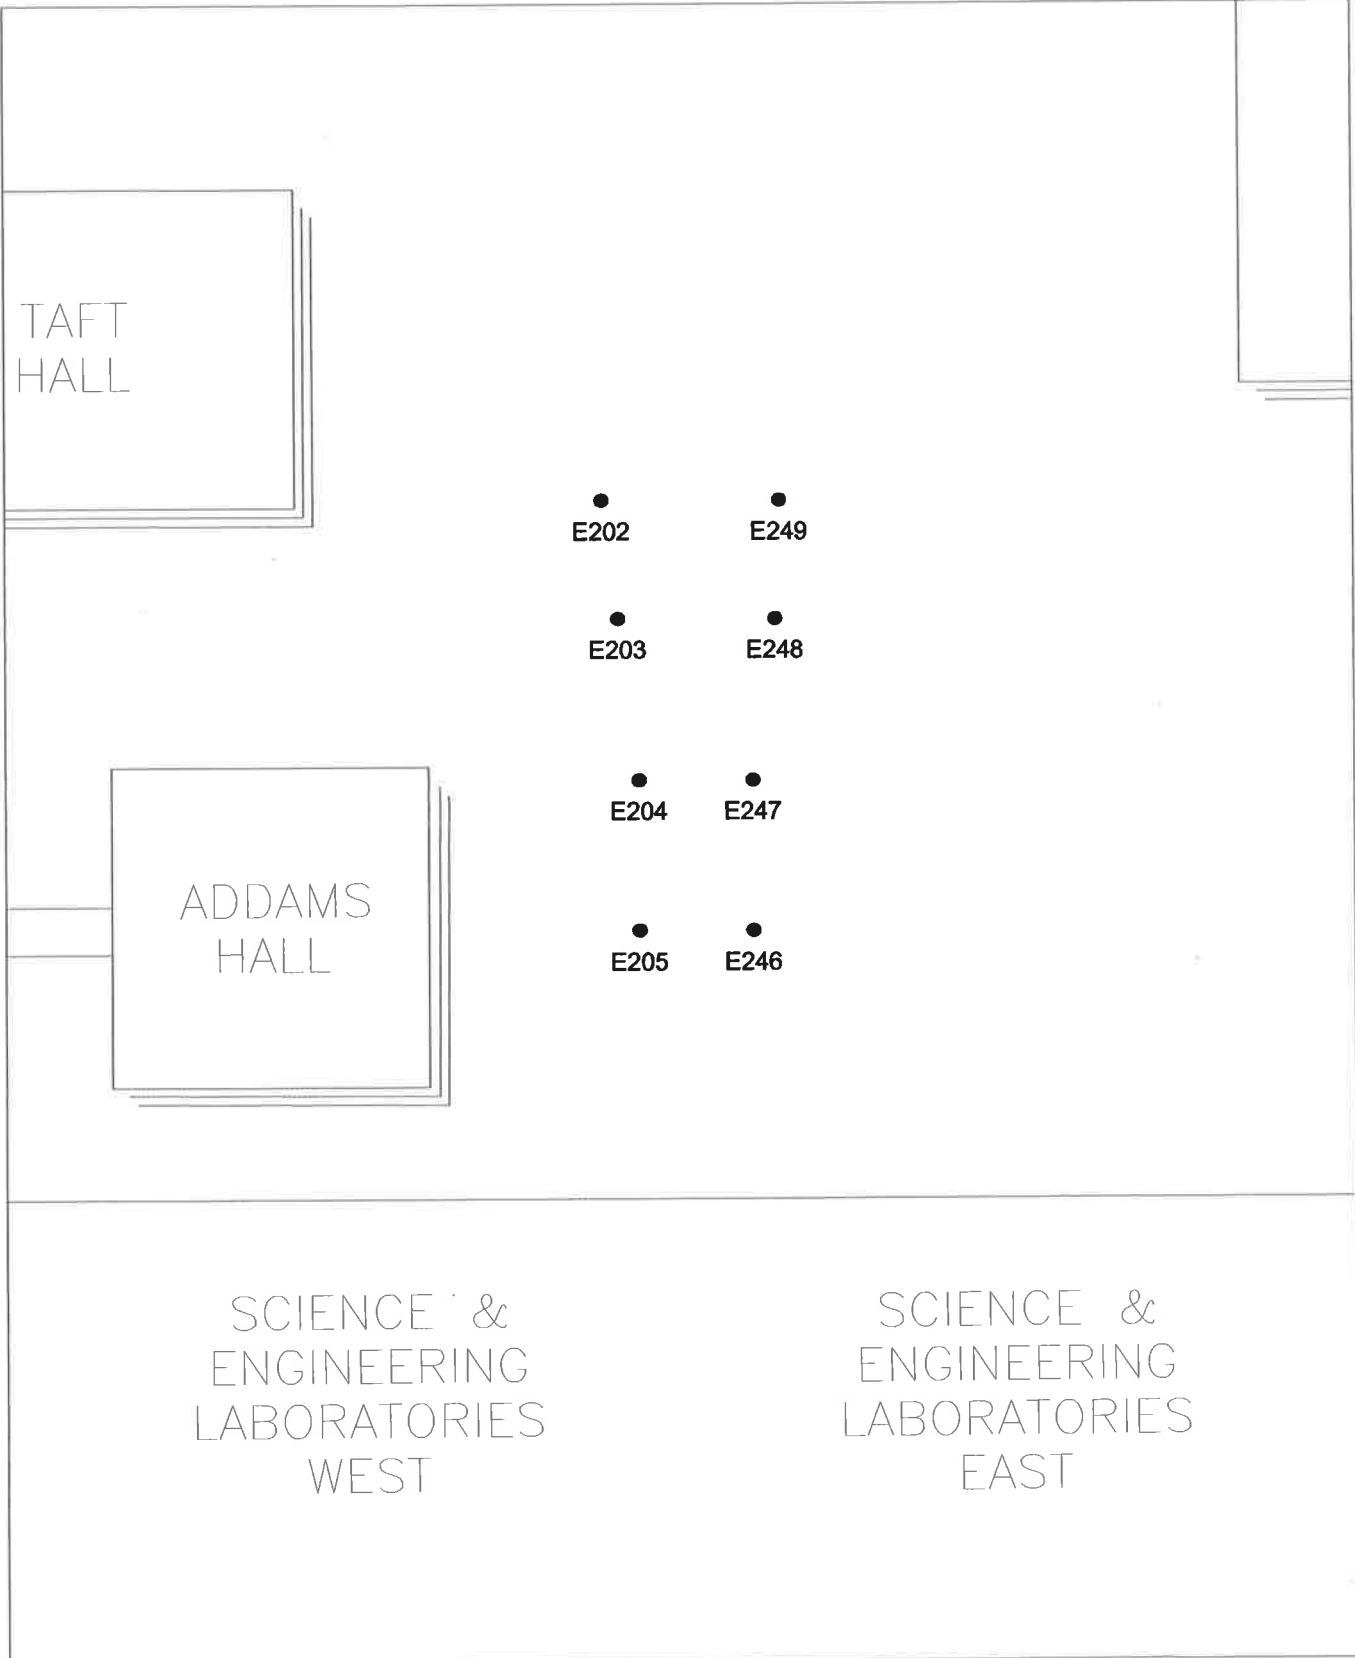 TAFT
HALL
E202
E249
E203
E248
E204
E247
ADDAMS
HALL
E205
E246
SCIENCE &
ENGINEERING
LABORATORIES
WEST
SCIENCE &
ENGINEERING
LABORATORIES
EAST